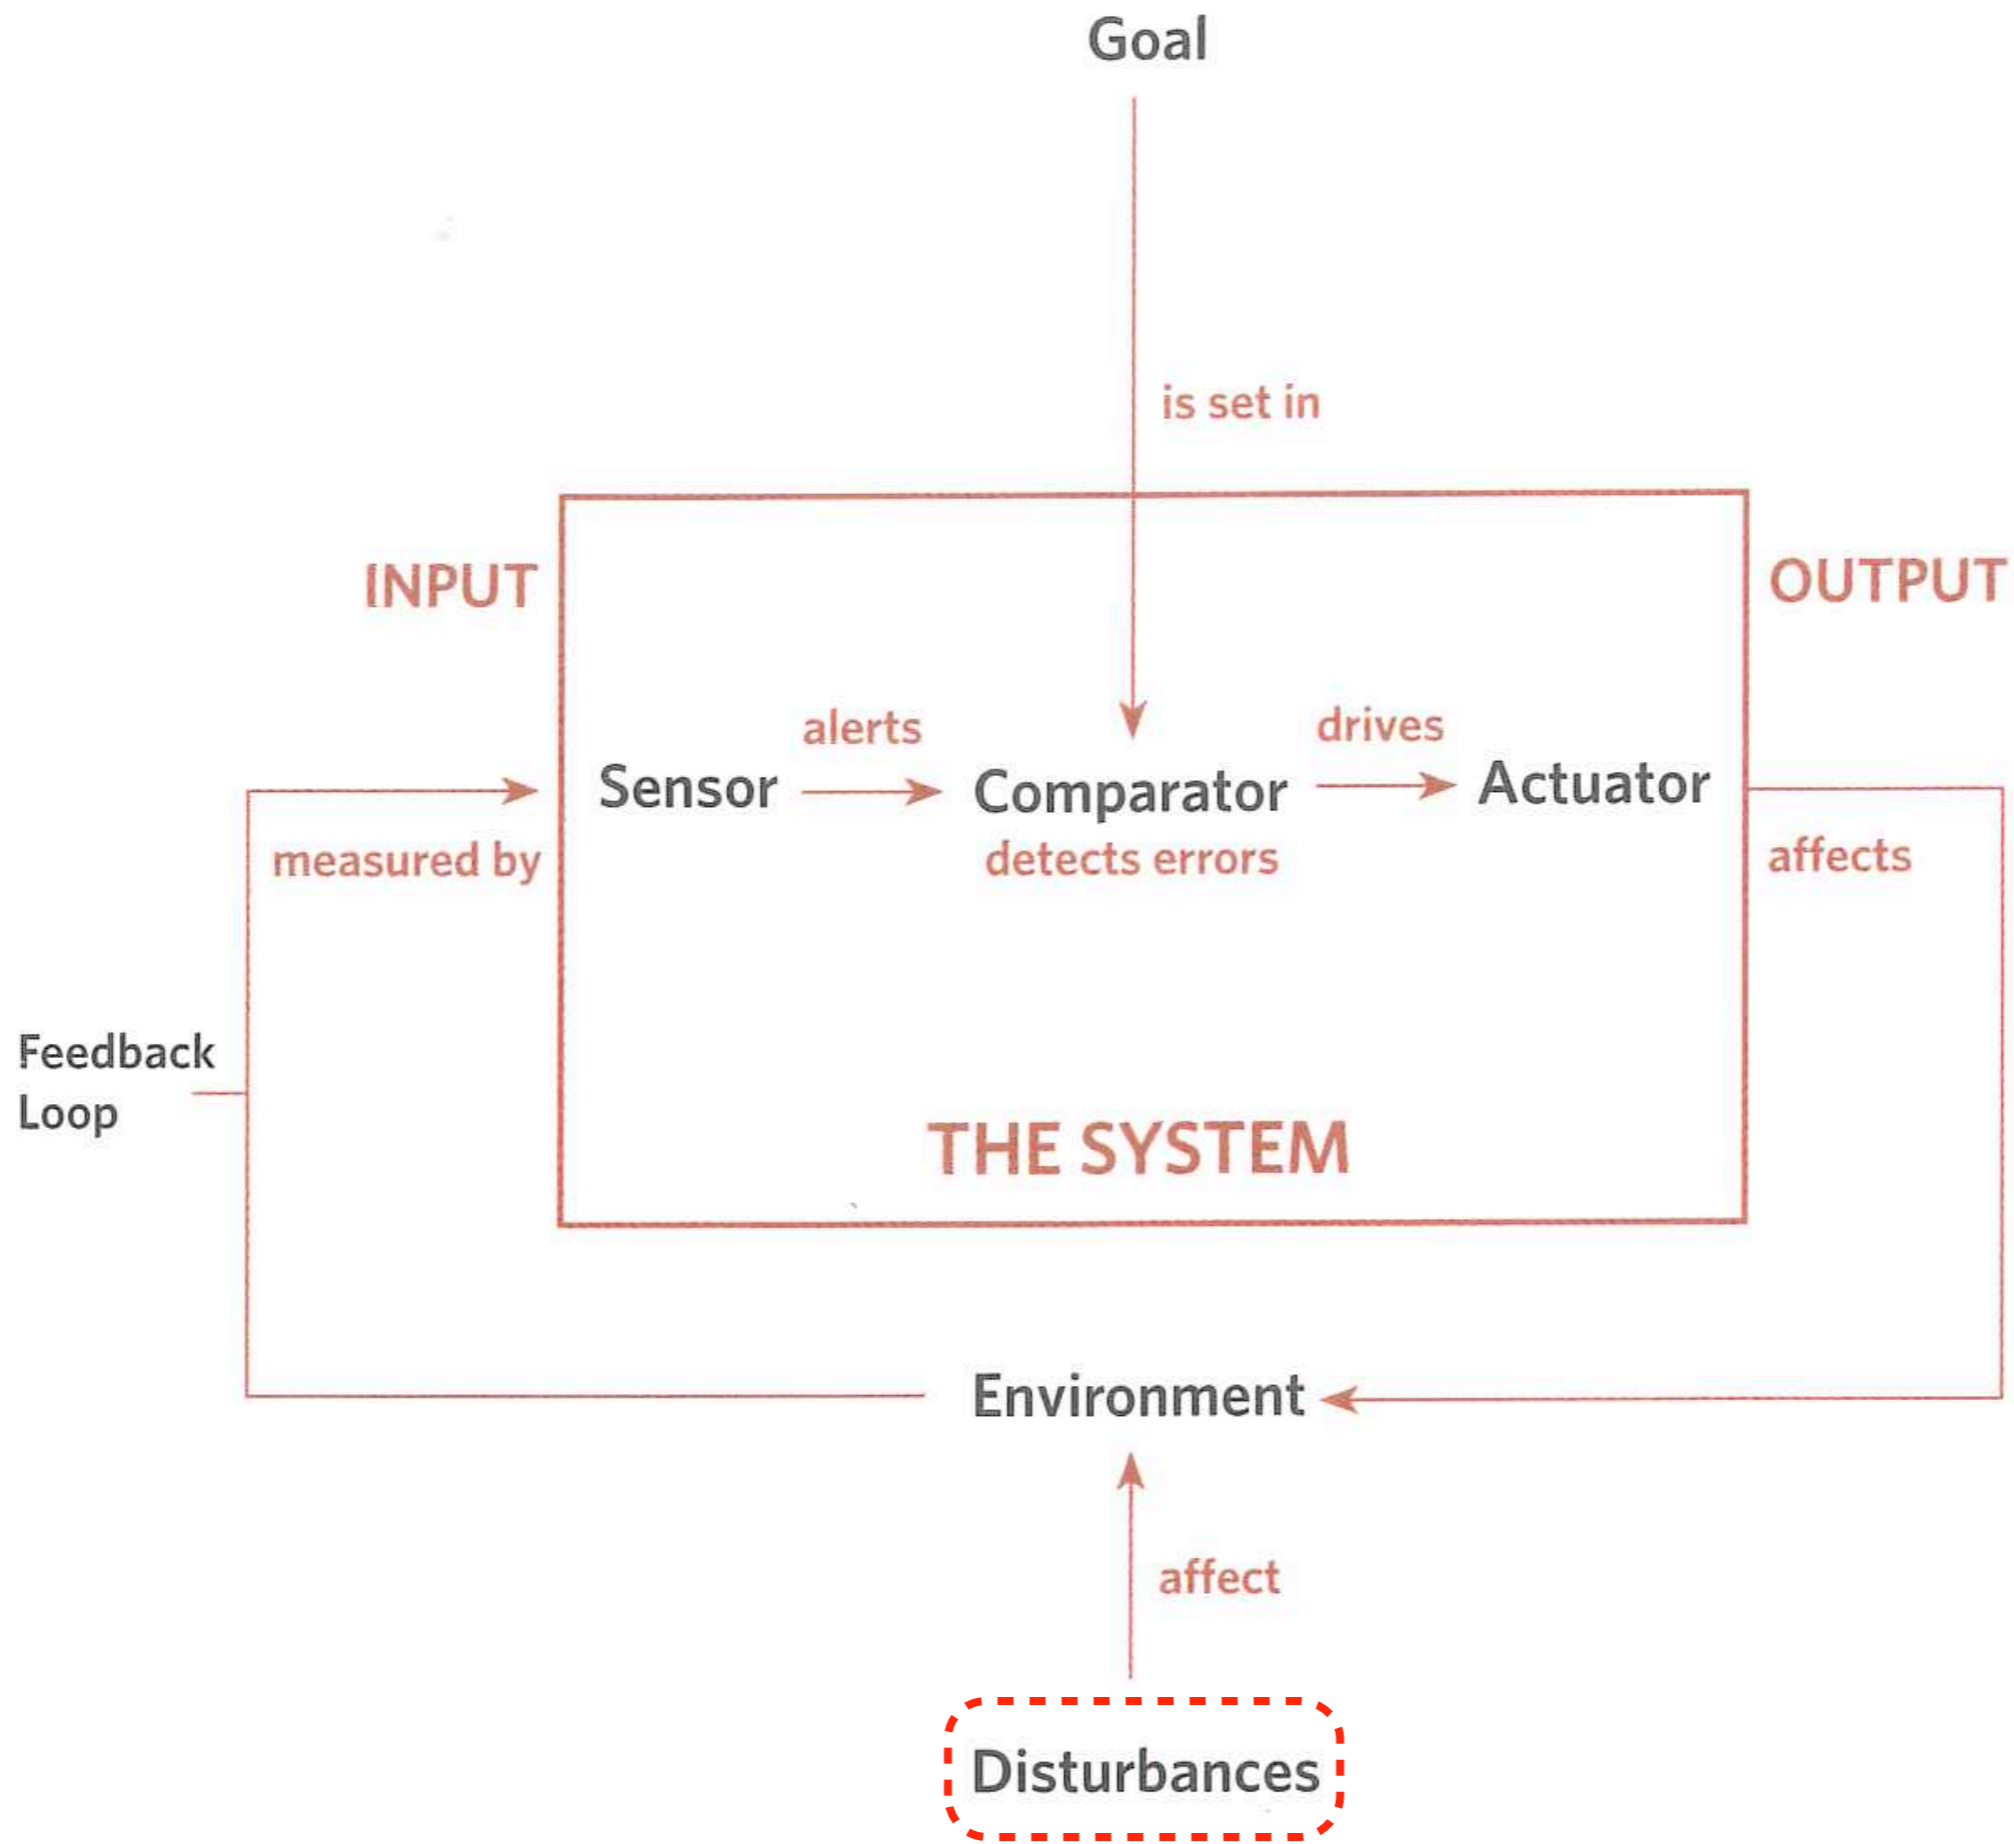 Goal
is set in
INPUT
OUTPUT
alerts
drives
Sensor
Comparator
Actuator
measured by
detects errors
affects
Feedback
Loop
THE SYSTEM
Environment
affect
Disturbances